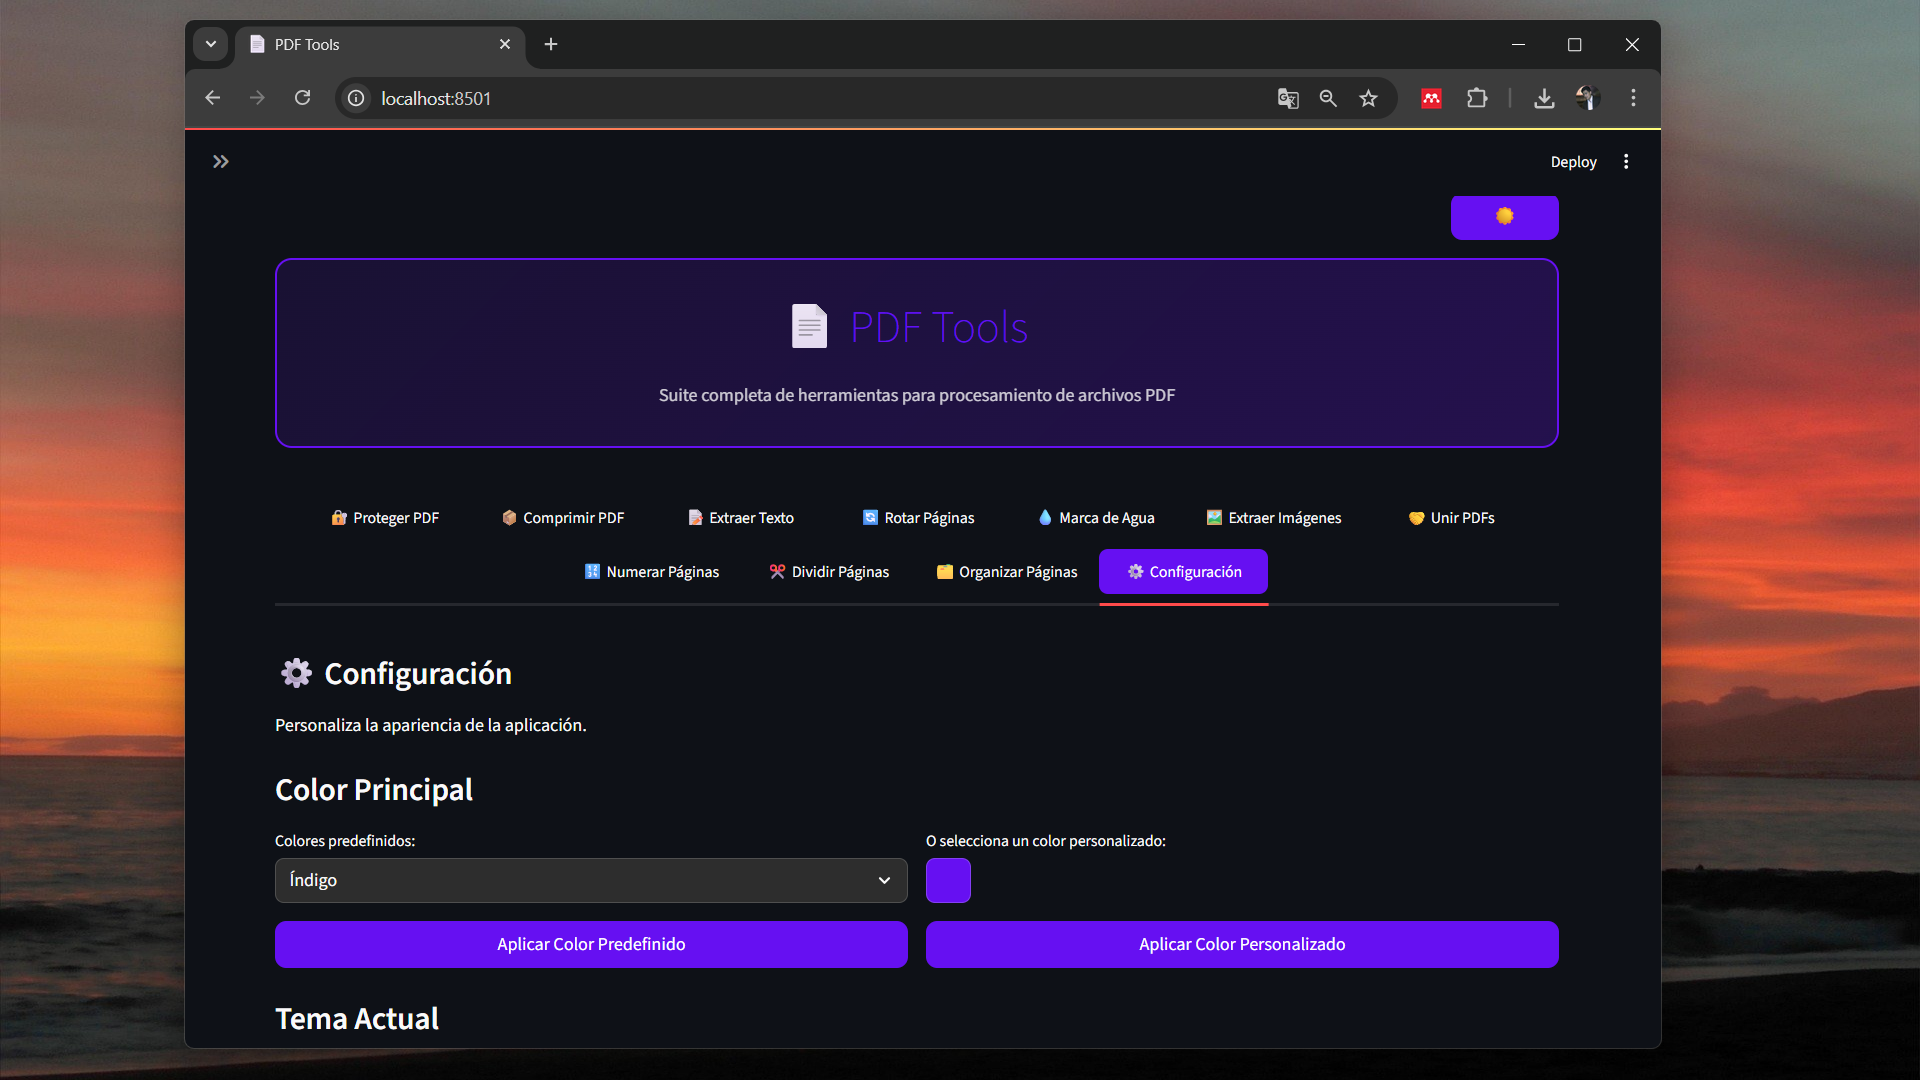 PDF Tools
localhost:8501
Deploy
PDF Tools
Suite completa de herramientas para procesamiento de archivos PDF
Proteger PDF
Comprimir PDF
Extraer Texto
Rotar Páginas
Marca de Agua
Extraer Imágenes
Unir PDFs
Numerar Páginas
Dividir Páginas
Organizar Páginas
Configuración
Configuración
Personaliza la apariencia de la aplicación.
Color Principal
Colores predefinidos:
O selecciona un color personalizado:
Índigo
Aplicar Color Predefinido
Aplicar Color Personalizado
Tema Actual